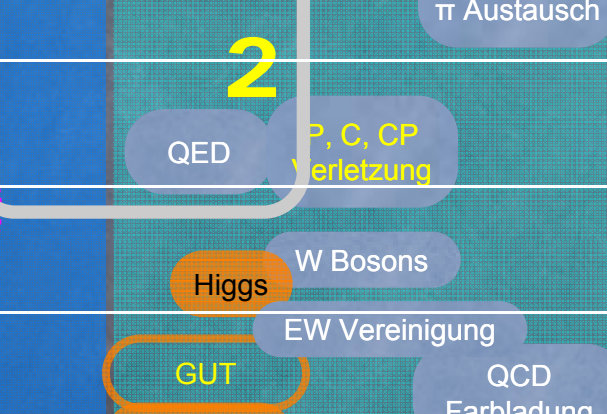 π Austausch
2
QED
P, C, CP
Verletzung
W Bosons
Higgs
EW Vereinigung
GUT
QCD
Farbladung